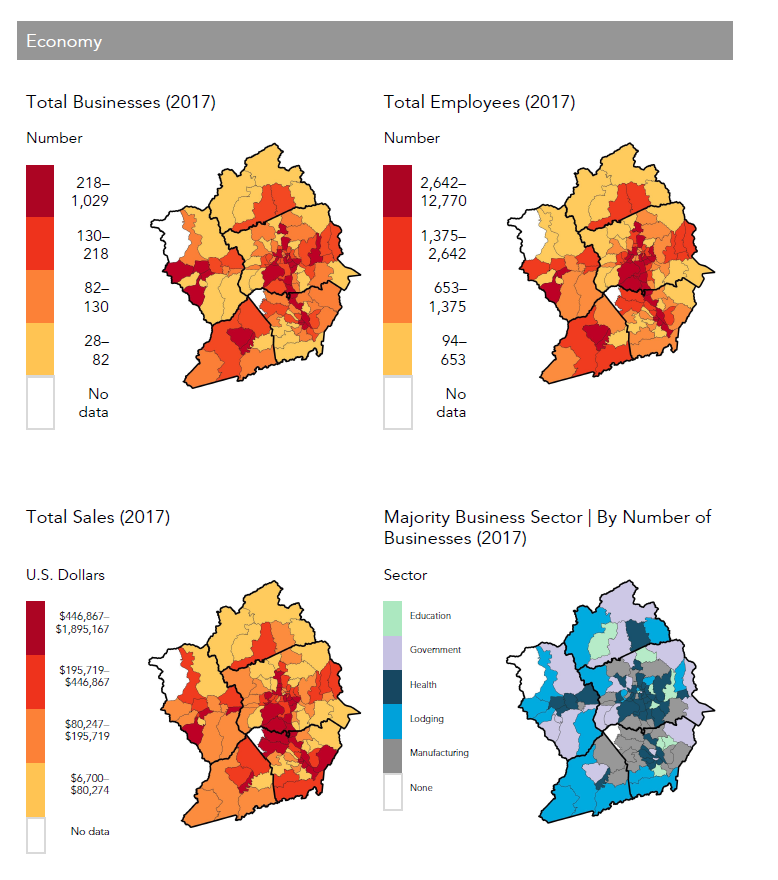 Economy
Total Businesses (2017)
Number
218–
1,029
130–
218
82–
130
28–
82
No
data
Total Employees (2017)
Number
2,642–
12,770
1,375–
2,642
653–
1,375
94–
653
No
data
Total Sales (2017)
U.S. Dollars
$446,867–
$1,895,167
$195,719–
$446,867
$80,247–
$195,719
$6,700–
$80,274
No data
Majority Business Sector | By Number of
Businesses (2017)
Sector
Education
Government
Health
Lodging
Manufacturing
None